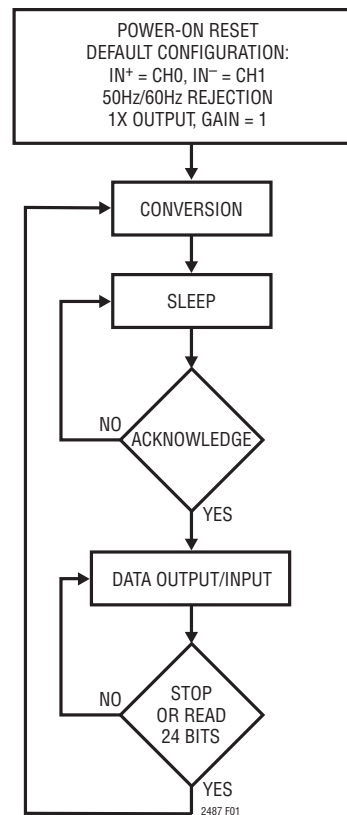 POWER-ON RESET
DEFAULT CONFIGURATION:
IN+ = CH0, IN– = CH1
50Hz/60Hz REJECTION
1X OUTPUT, GAIN = 1
CONVERSION
SLEEP
NO
ACKNOWLEDGE
YES
DATA OUTPUT/INPUT
NO
STOP
OR READ
24 BITS
YES
2487 F01